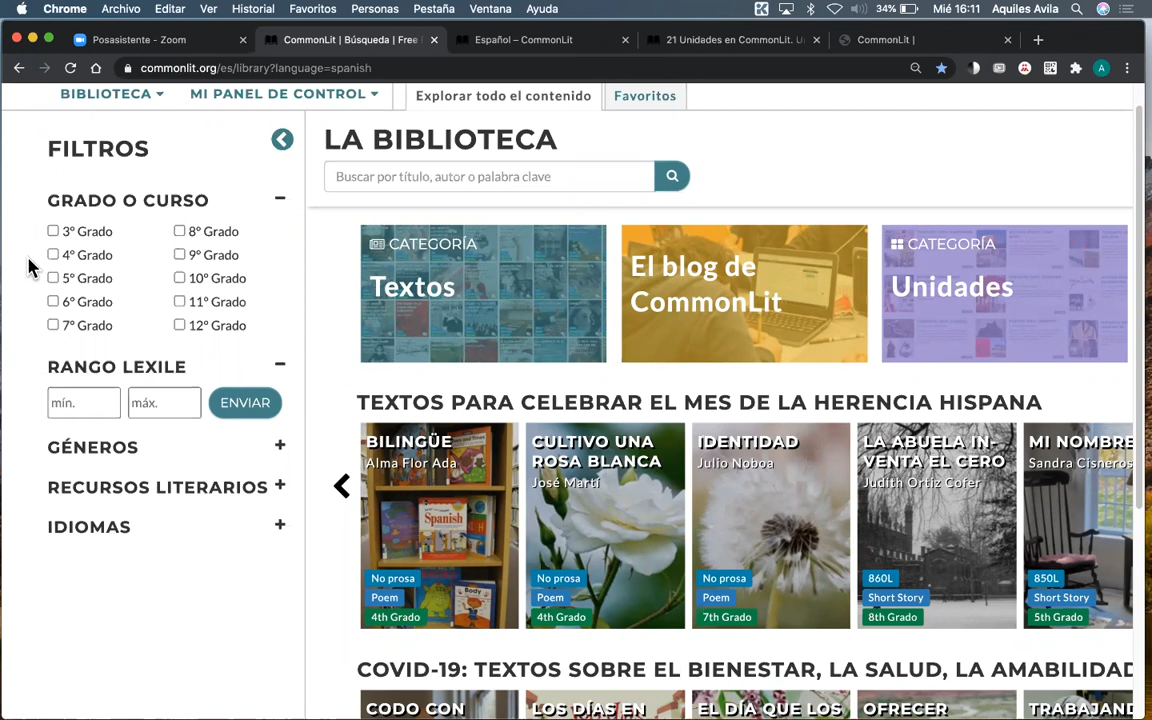 Chrome Archivo Editar Ver Historial Favoritos Personas Pestaña Ventana Ayuda 34% Mié 16:11 Aquiles Avila
Posasistente - Zoom CommonLit | Búsqueda | Free CommonLit Español – CommonLit 21 Unidades en CommonLit. U CommonLit |
commonlit.org/es/library?language=spanish A
BIBLIOTECA MI PANEL DE CONTROL Explorar todo el contenido Favoritos
FILTROS
GRADO O CURSO
3º Grado 8º Grado
4º Grado 9º Grado
5º Grado 10º Grado
6º Grado 11º Grado
7º Grado 12º Grado
RANGO LEXILE
mín. máx. ENVIAR
GÉNEROS
RECURSOS LITERARIOS
IDIOMAS
LA BIBLIOTECA
Buscar por título, autor o palabra clave
CATEGORÍA
Textos
El blog de
CommonLit
CATEGORÍA
Unidades
TEXTOS PARA CELEBRAR EL MES DE LA HERENCIA HISPANA
BILINGÜE
Alma Flor Ada
Spanish
Body
No prosa
Poem
4th Grado
CULTIVO UNA
ROSA BLANCA
José Martí
No prosa
Poem
4th Grado
IDENTIDAD
Julio Noboa
No prosa
Poem
7th Grado
LA ABUELA IN-
VENTA EL CERO
Judith Ortiz Cofer
860L
Short Story
8th Grado
MI NOMBRE
Sandra Cisneros
850L
Short Story
5th Grado
COVID-19: TEXTOS SOBRE EL BIENESTAR, LA SALUD, LA AMABILIDAD
CODO CON LOS DÍAS EN EL DÍA QUE LOS OFRECER TRABAJAND